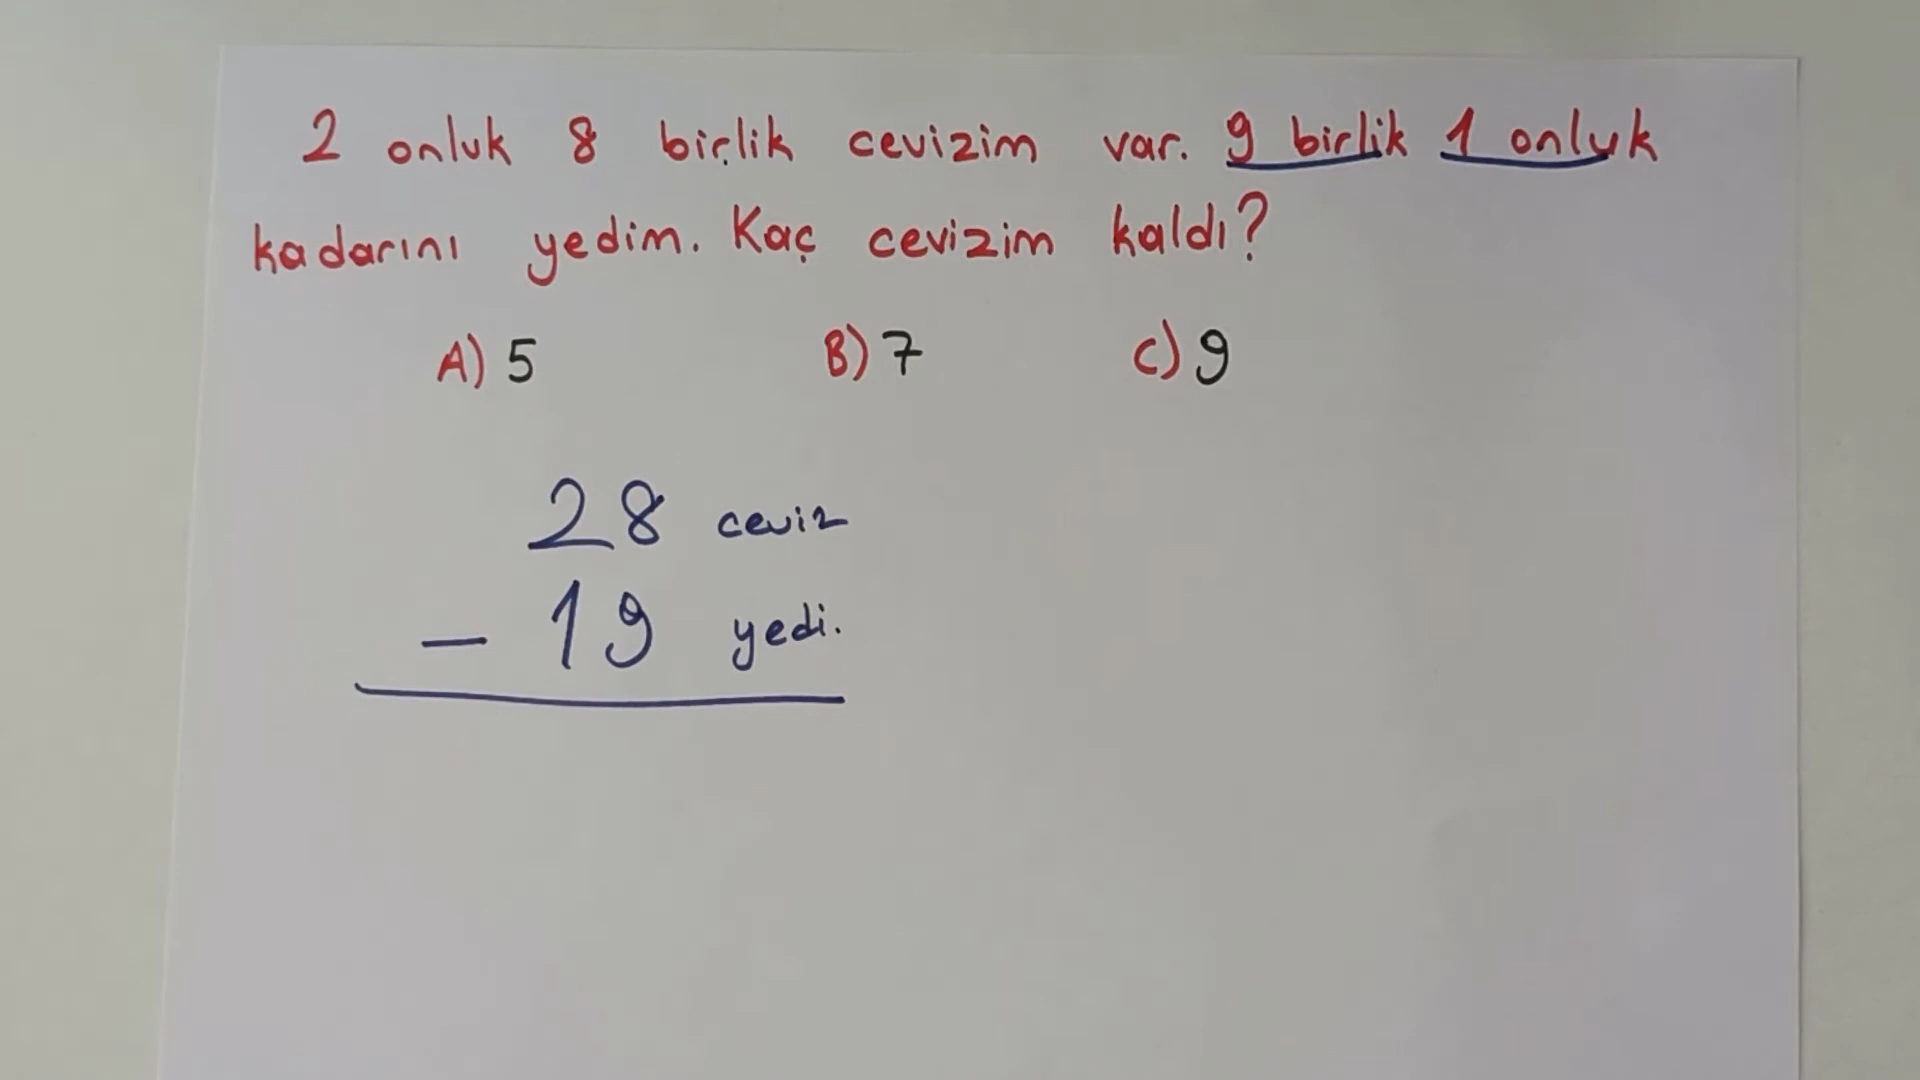 2 onluk 8 birlik cevizim var. 9 birlik 1 onluk
kadarını yedim. Kaç cevizim kaldı?
A) 5 B) 7 C) 9
28 ceviz
- 19 yedi.